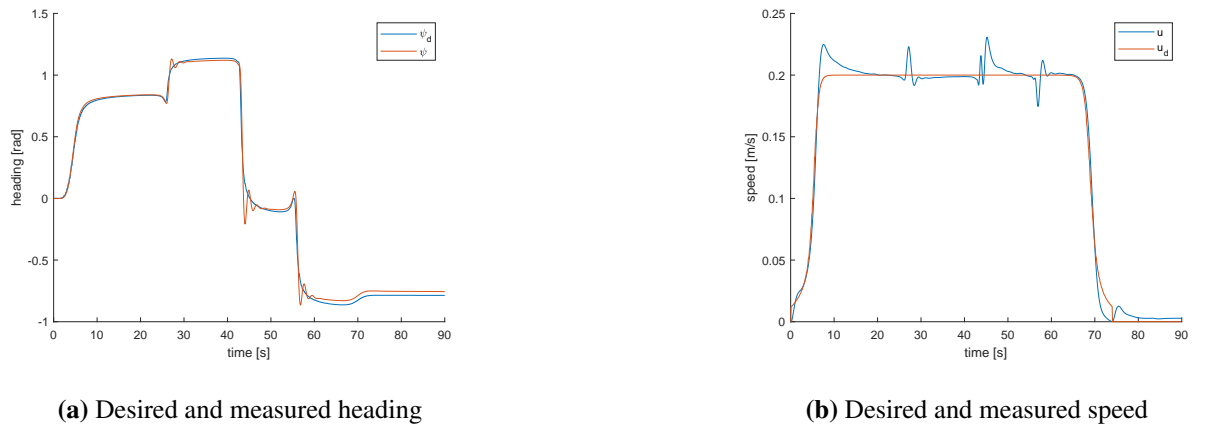 1.5
1
0.5
0
-0.5
-1
heading [rad]
0 10 20 30 40 50 60 70 80 90
time [s]
ψd
ψ
(a) Desired and measured heading
0.25
0.2
0.15
0.1
0.05
0
speed [m/s]
0 10 20 30 40 50 60 70 80 90
time [s]
u
u_d
(b) Desired and measured speed